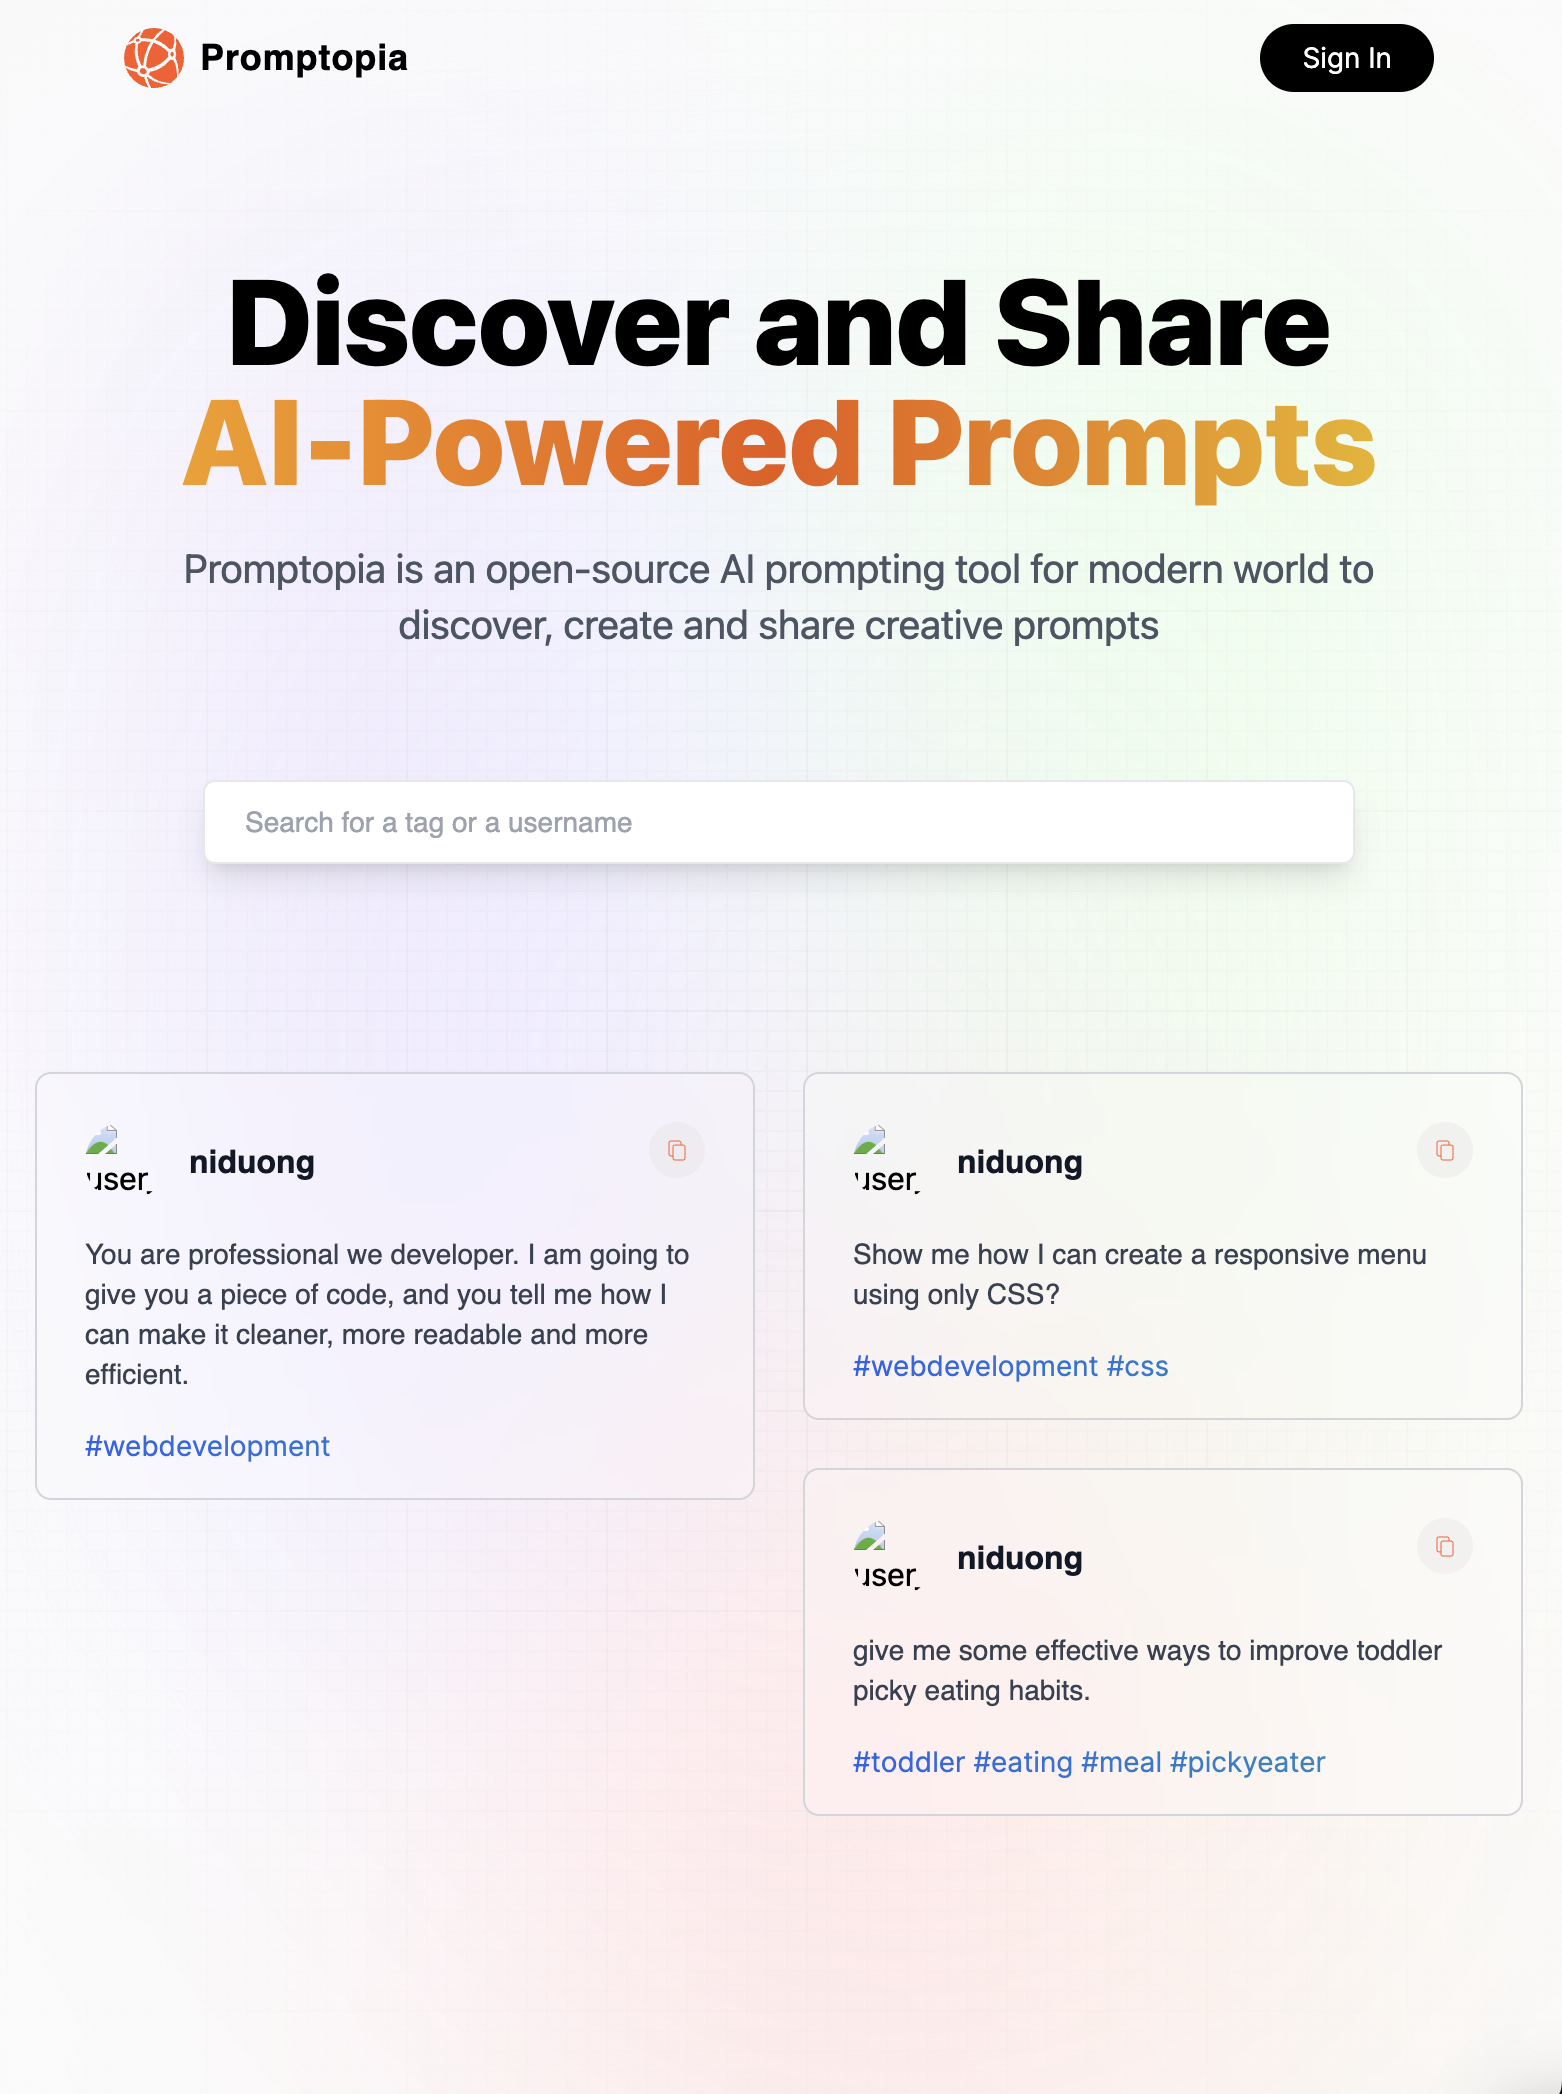 Promptopia
Sign In
Discover and Share
AI-Powered Prompts
Promptopia is an open-source AI prompting tool for modern world to
discover, create and share creative prompts
Search for a tag or a username
user_
niduong
You are professional we developer. I am going to
give you a piece of code, and you tell me how I
can make it cleaner, more readable and more
efficient.
#webdevelopment
user_
niduong
Show me how I can create a responsive menu
using only CSS?
#webdevelopment #css
user_
niduong
give me some effective ways to improve toddler
picky eating habits.
#toddler #eating #meal #pickyeater